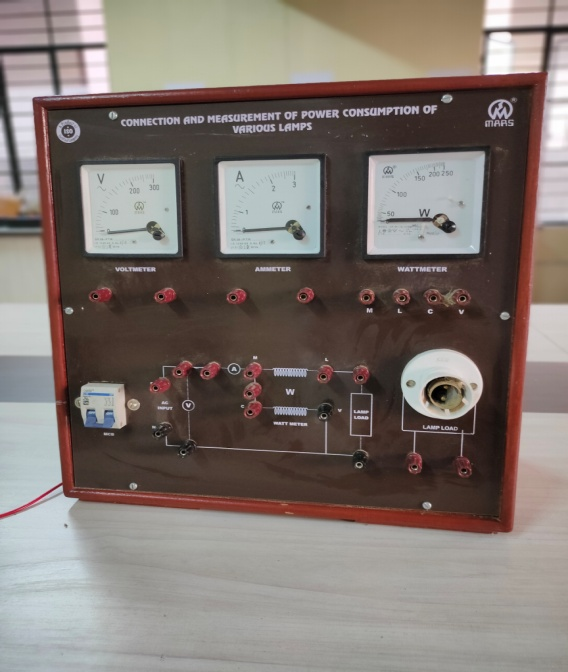 CONNECTION AND MEASUREMENT OF POWER CONSUMPTION OF
VARIOUS LAMPS
MARS
V
100
200
300
A
1
2
3
W
50
100
150
200
250
VOLTMETER
AMMETER
WATTMETER
M L C V
A
M
L
AC
INPUT
V
W
C
V
WATT METER
LAMP
LOAD
LAMP LOAD
MCB